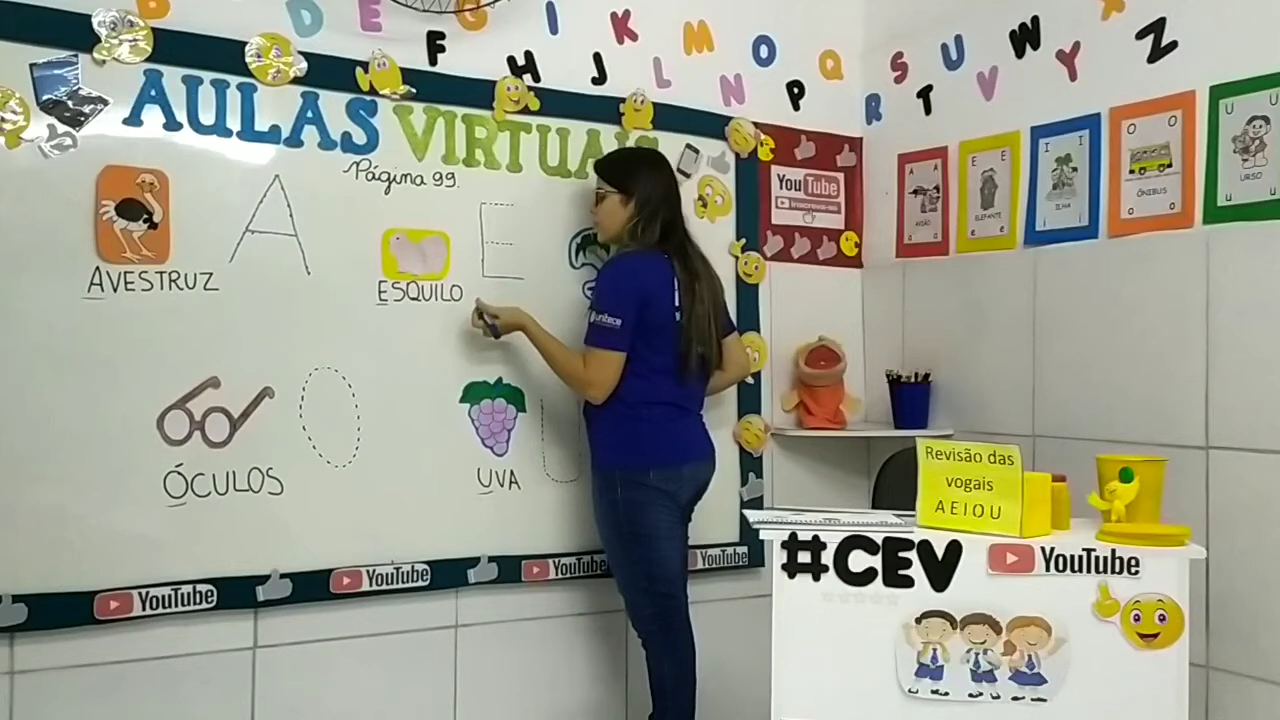 B D E G I K M O Q S U W Y X
F H J L N P R T V Z
AULAS VIRTUAIS
Página 99.
A
E
AVESTRUZ
ESQUILO
O
U
ÓCULOS
UVA
YouTube
Inscreva-se
A A
AVIÃO
a a
E E
ELEFANTE
e e
I I
ILHA
i i
O O
ÔNIBUS
o o
U U
URSO
u u
unitece
Revisão das
vogais
A E I O U
#CEV
YouTube
YouTube
YouTube
YouTube
YouTube